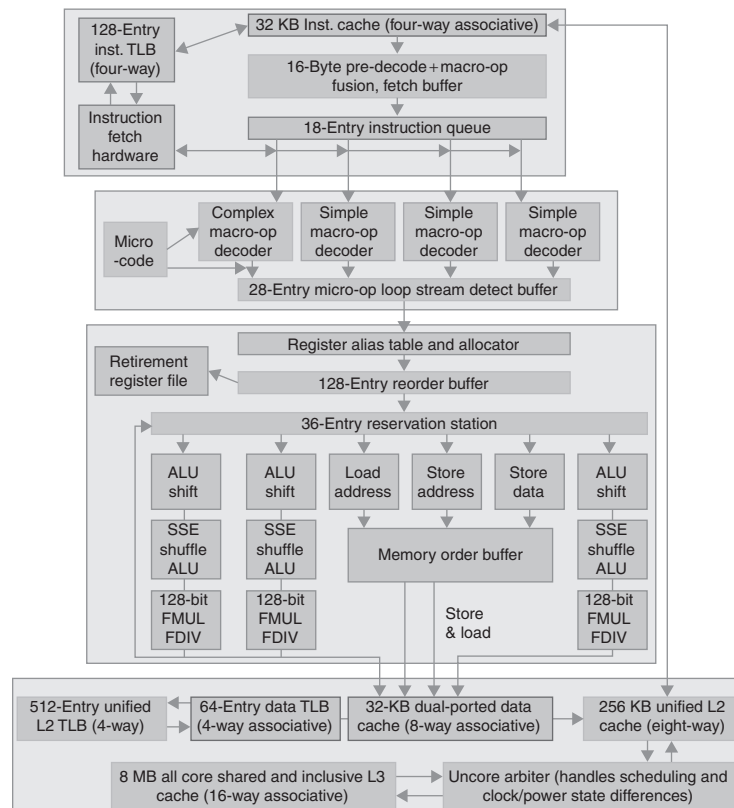 128-Entry
inst. TLB
(four-way)
32 KB Inst. cache (four-way associative)
16-Byte pre-decode+macro-op
fusion, fetch buffer
Instruction
fetch
hardware
18-Entry instruction queue
Micro
-code
Complex
macro-op
decoder
Simple
macro-op
decoder
Simple
macro-op
decoder
Simple
macro-op
decoder
28-Entry micro-op loop stream detect buffer
Register alias table and allocator
Retirement
register file
128-Entry reorder buffer
36-Entry reservation station
ALU
shift
ALU
shift
Load
address
Store
address
Store
data
ALU
shift
SSE
shuffle
ALU
SSE
shuffle
ALU
Memory order buffer
SSE
shuffle
ALU
128-bit
FMUL
FDIV
128-bit
FMUL
FDIV
Store
& load
128-bit
FMUL
FDIV
512-Entry unified
L2 TLB (4-way)
64-Entry data TLB
(4-way associative)
32-KB dual-ported data
cache (8-way associative)
256 KB unified L2
cache (eight-way)
8 MB all core shared and inclusive L3
cache (16-way associative)
Uncore arbiter (handles scheduling and
clock/power state differences)